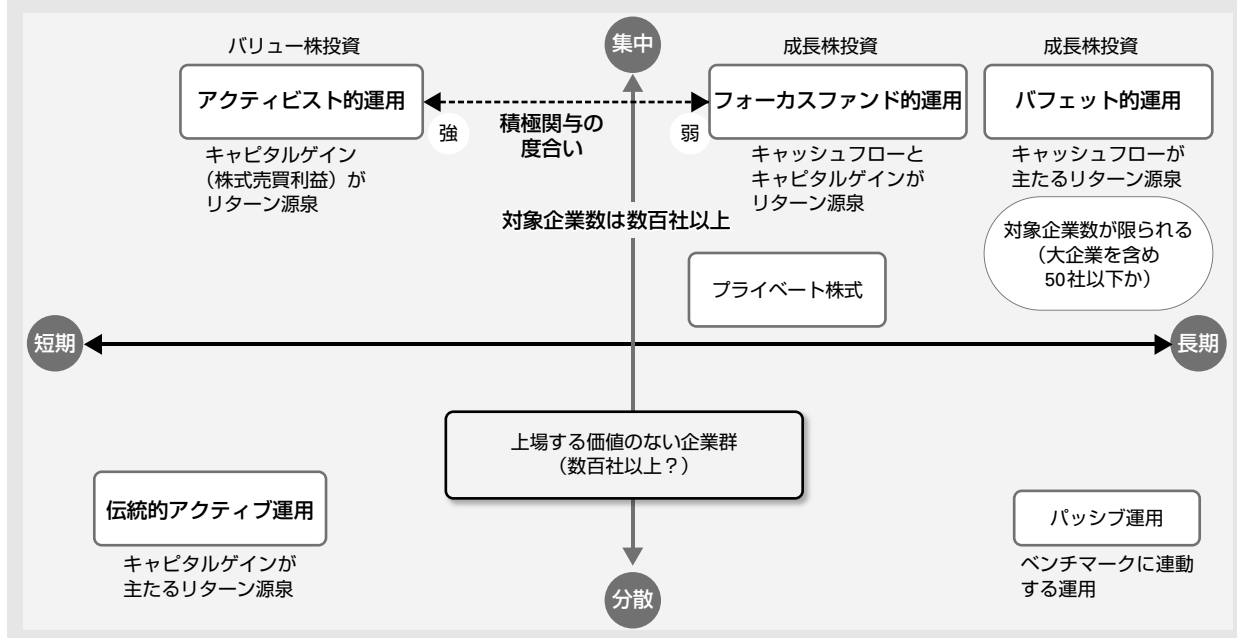 バリュー株投資
集中
成長株投資
成長株投資
アクティビスト的運用
フォーカスファンド的運用
バフェット的運用
強
積極関与の
度合い
弱
キャピタルゲイン
（株式売買利益）が
リターン源泉
キャッシュフローと
キャピタルゲインが
リターン源泉
キャッシュフローが
主たるリターン源泉
対象企業数は数百社以上
対象企業数が限られる
（大企業を含め
50社以下か）
プライベート株式
短期
長期
上場する価値のない企業群
（数百社以上？）
伝統的アクティブ運用
パッシブ運用
キャピタルゲインが
主たるリターン源泉
ベンチマークに連動
する運用
分散